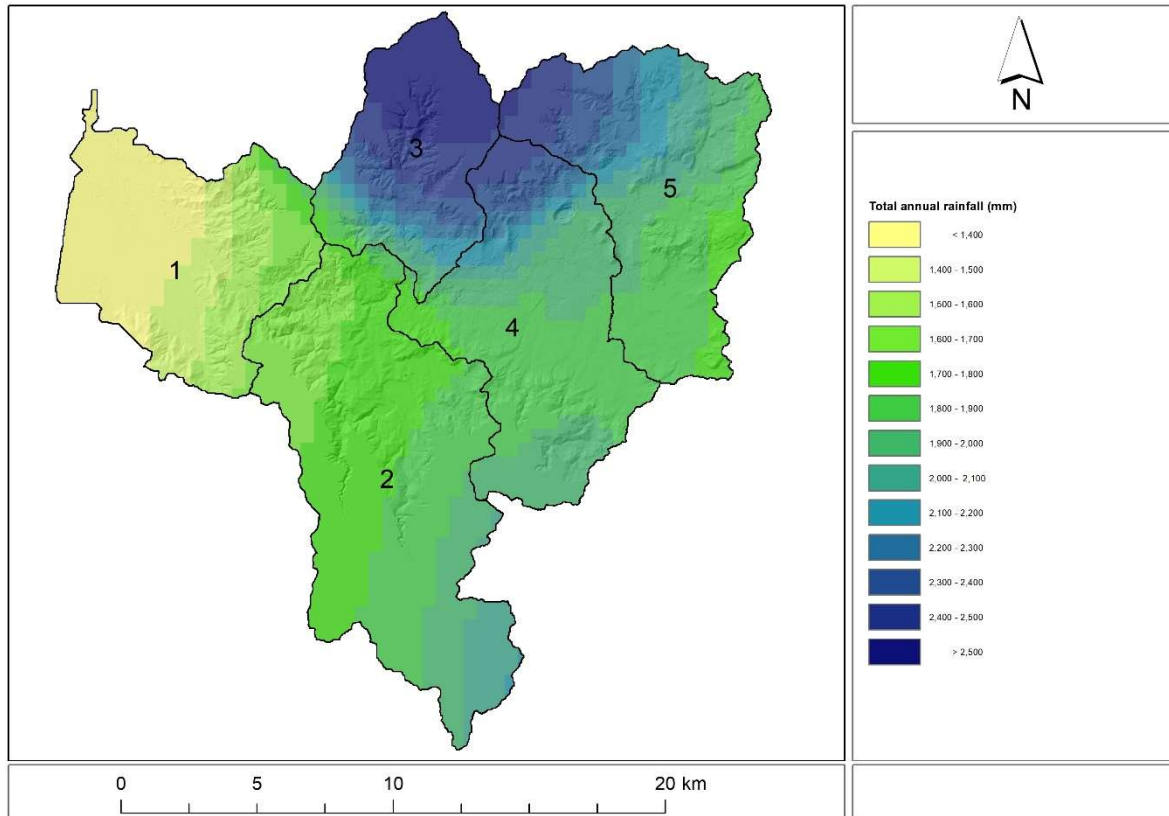 N
3
5
1
4
2
Total annual rainfall (mm)
< 1,400
1,400 - 1,500
1,500 - 1,600
1,600 - 1,700
1,700 - 1,800
1,800 - 1,900
1,900 - 2,000
2,000 - 2,100
2,100 - 2,200
2,200 - 2,300
2,300 - 2,400
2,400 - 2,500
> 2,500
0 5 10 20 km